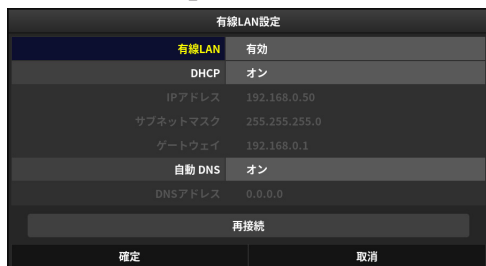 有線LAN設定
有線LAN 有効
DHCP オン
IPアドレス 192.168.0.50
サブネットマスク 255.255.255.0
ゲートウェイ 192.168.0.1
自動 DNS オン
DNSアドレス 0.0.0.0
再接続
確定 取消